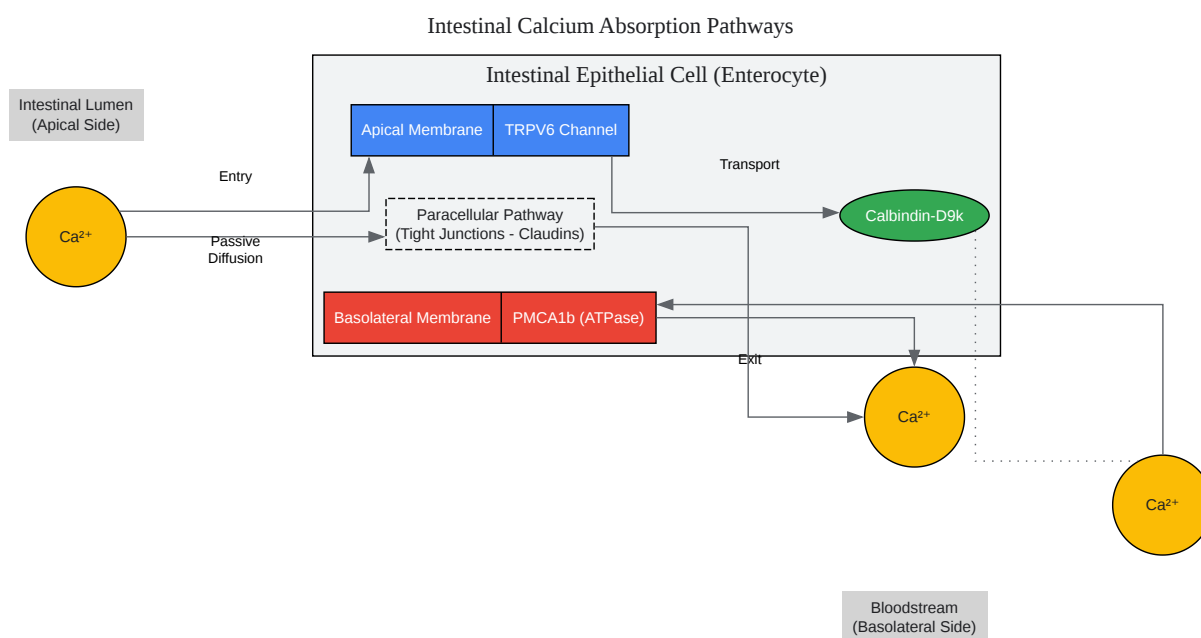 Intestinal Calcium Absorption Pathways
Intestinal Epithelial Cell (Enterocyte)
Intestinal Lumen
(Apical Side)
Apical Membrane
TRPV6 Channel
Entry
Transport
Ca²⁺
Passive
Diffusion
Paracellular Pathway
(Tight Junctions - Claudins)
Calbindin-D9k
Basolateral Membrane
PMCA1b (ATPase)
Exit
Ca²⁺
Ca²⁺
Bloodstream
(Basolateral Side)